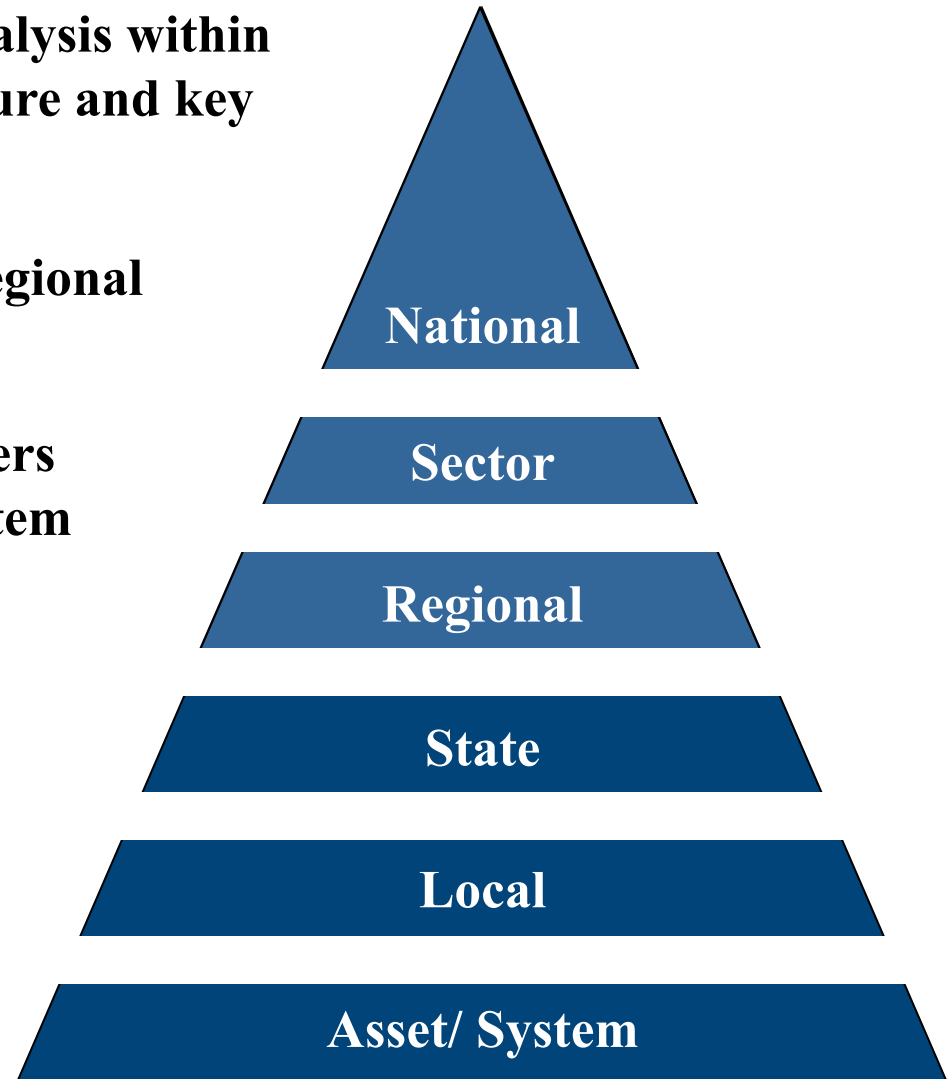 alysis within
ure and key
egional
ers
tem
National
Sector
Regional
State
Local
Asset/ System